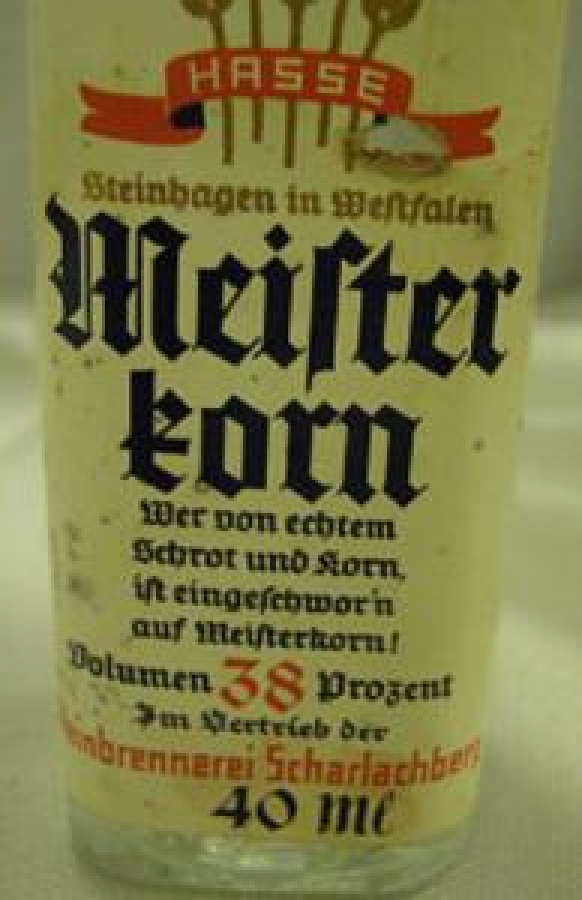 HASSE
Steinhagen in Westfalen
Meister
korn
Wer von echtem
Schrot und Korn,
ist eingeschwor'n
auf Meisterkorn!
Volumen 38 Prozent
Im Vertrieb der
Scharlachberg
40 ml